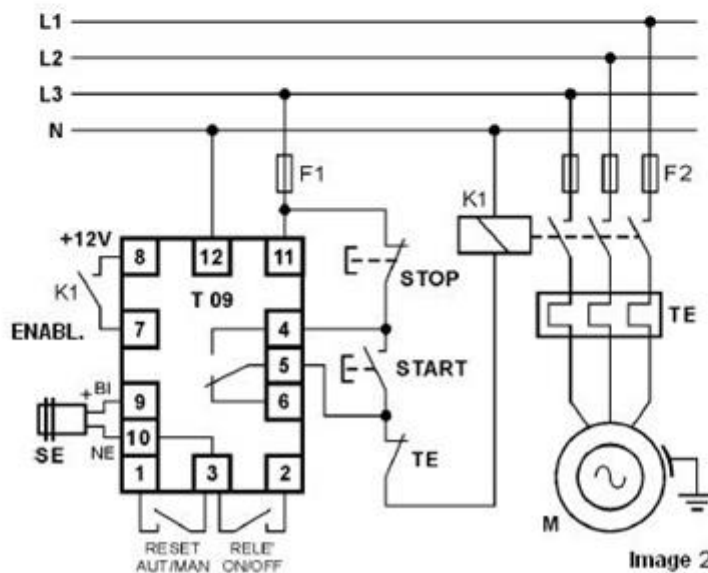 L1
L2
L3
N
F1
K1
F2
+12V
8
12
11
K1
T 09
STOP
TE
ENABL.
7
4
5
START
6
+ BI
9
SE
NE
10
TE
1
3
2
M
RESET
AUT/MAN
RELE'
ON/OFF
Image 2